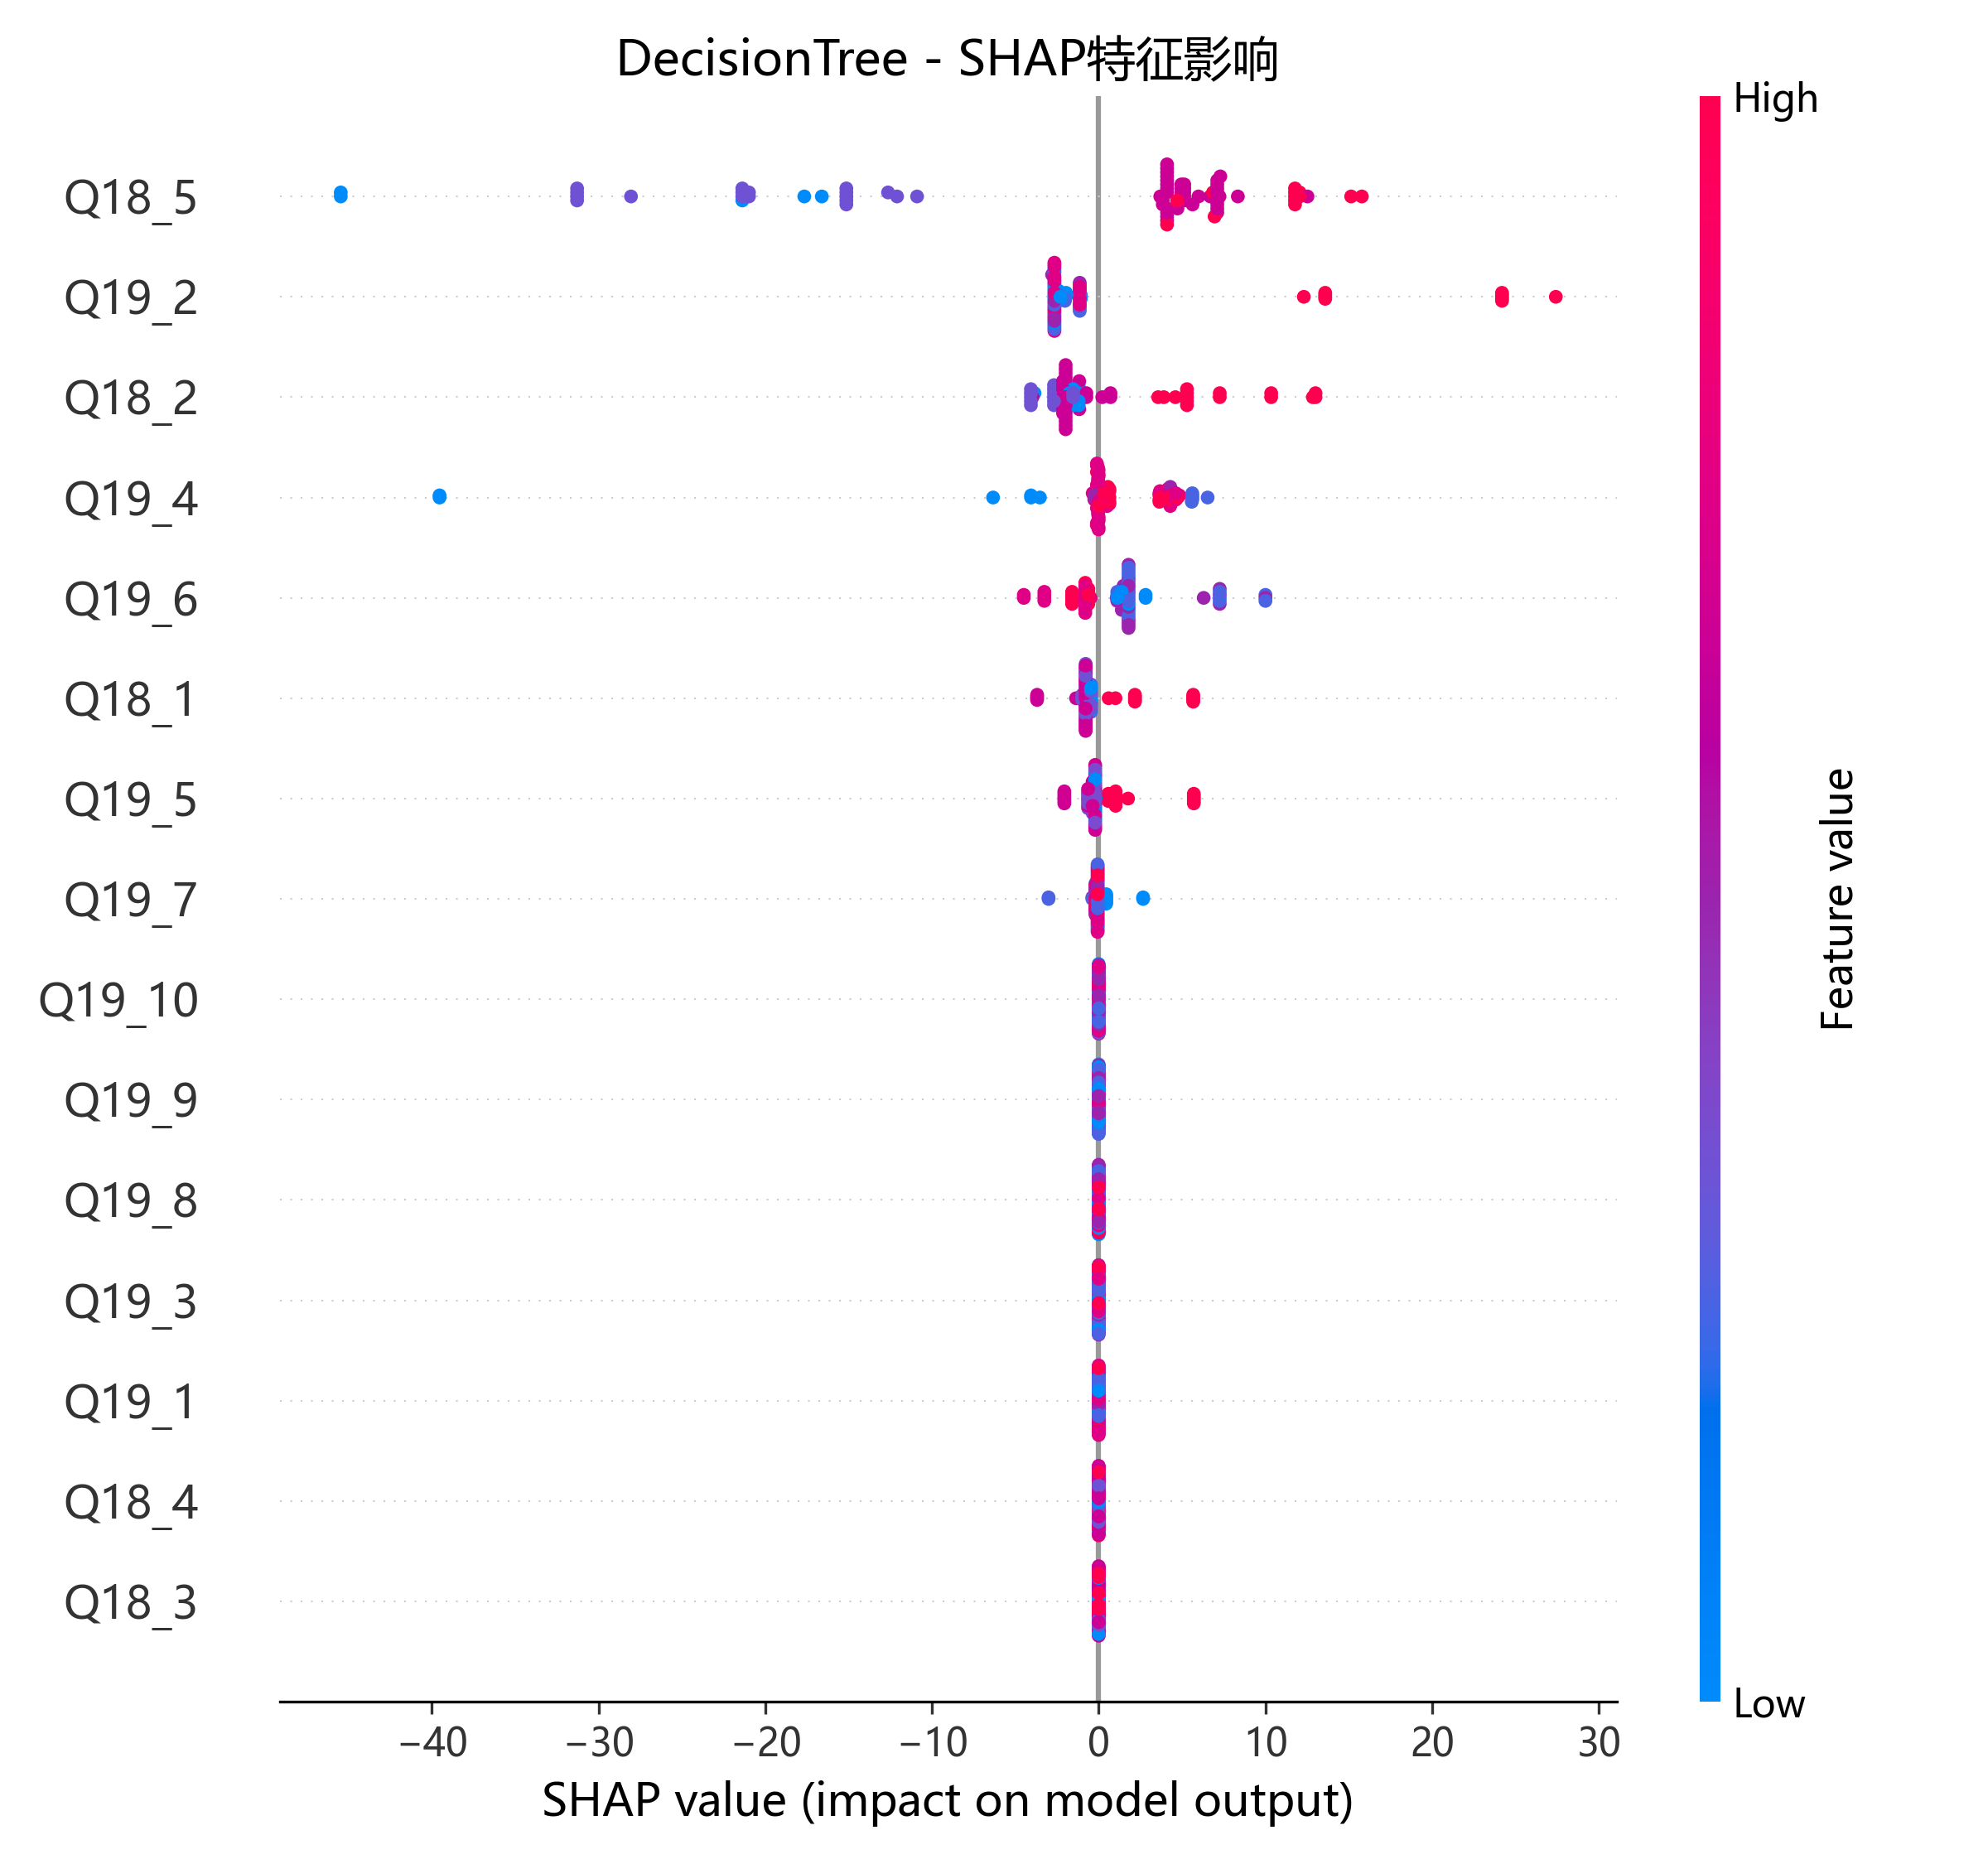 DecisionTree - SHAP特征影响
High
Q18_5
Q19_2
Q18_2
Q19_4
Q19_6
Q18_1
Q19_5
Q19_7
Q19_10
Q19_9
Q19_8
Q19_3
Q19_1
Q18_4
Q18_3
Feature value
Low
−40 −30 −20 −10 0 10 20 30
SHAP value (impact on model output)